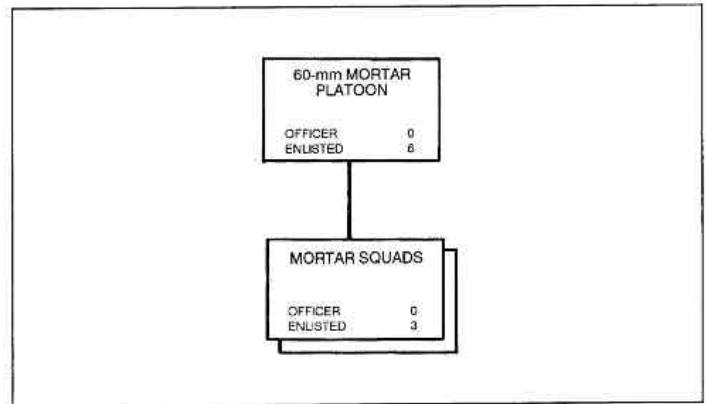 60-mm MORTAR
PLATOON
OFFICER 0
ENLISTED 6
MORTAR SQUADS
OFFICER 0
ENLISTED 3